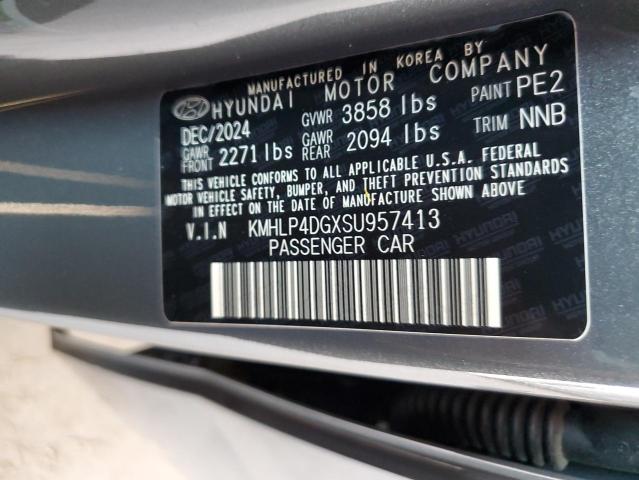 MANUFACTURED IN KOREA BY
HYUNDAI MOTOR COMPANY
DEC/2024 GVWR 3858 lbs PAINT PE2
GAWR FRONT 2271 lbs GAWR REAR 2094 lbs TRIM NNB
THIS VEHICLE CONFORMS TO ALL APPLICABLE U.S.A. FEDERAL
MOTOR VEHICLE SAFETY, BUMPER, AND THEFT PREVENTION STANDARDS
IN EFFECT ON THE DATE OF MANUFACTURE SHOWN ABOVE
V.I.N KMHLP4DGXSU957413
PASSENGER CAR